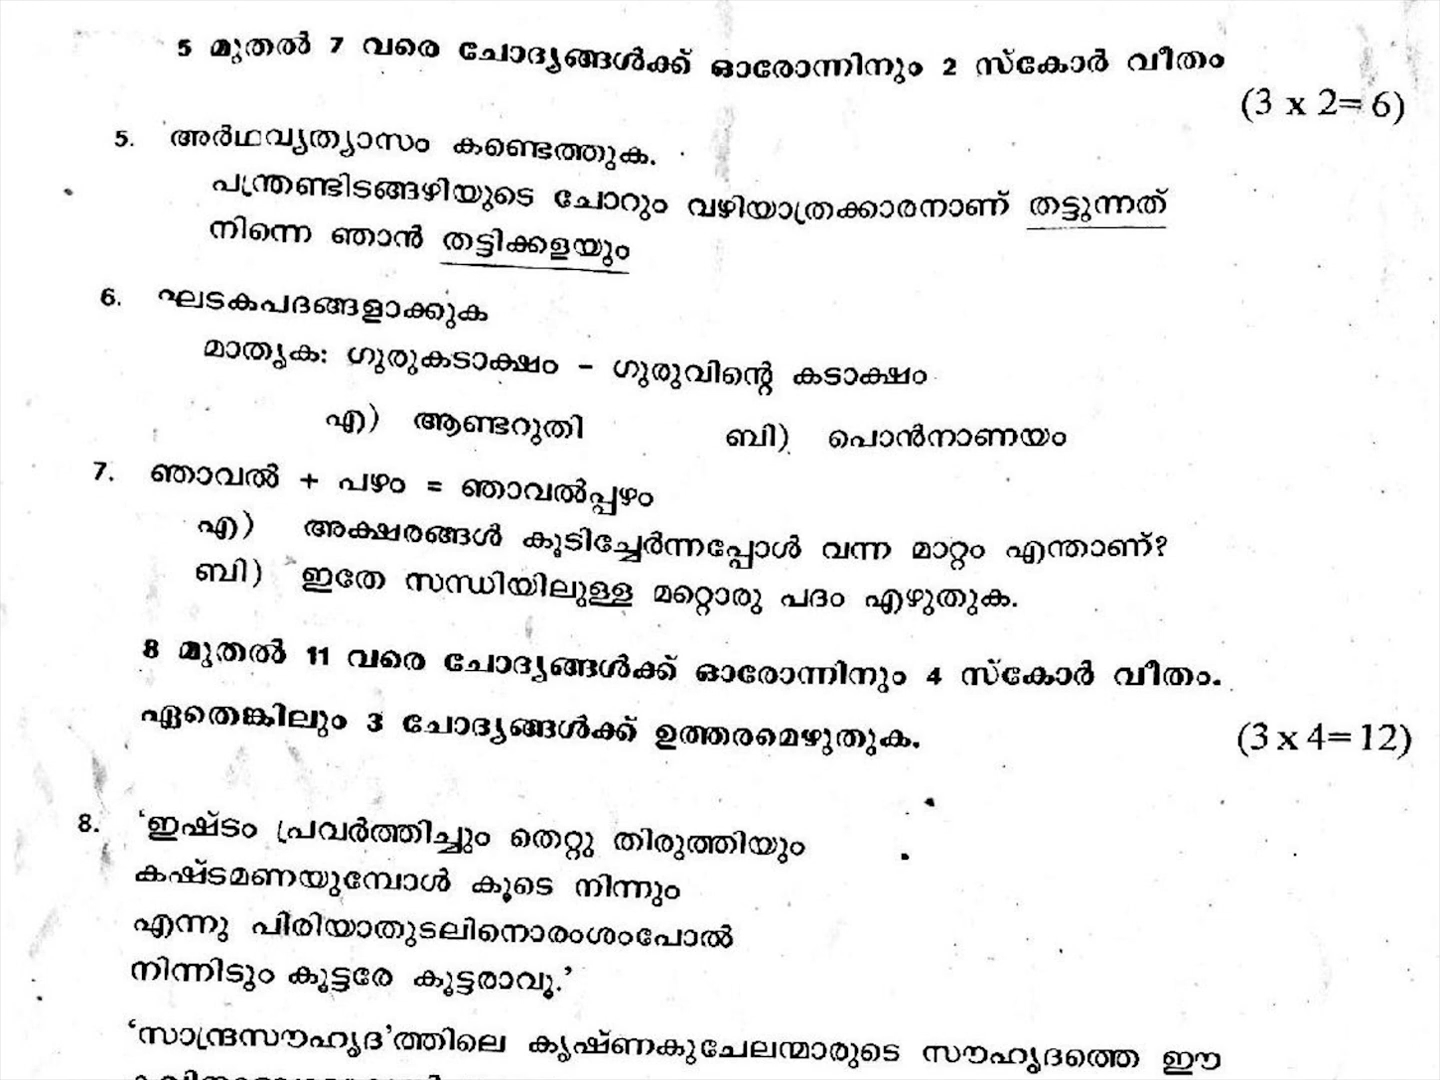 5 മുതൽ 7 വരെ ചോദ്യങ്ങൾക്ക് ഓരോന്നിനും 2 സ്കോർ വീതം
(3 x 2= 6)
5. അർഥവ്യത്യാസം കണ്ടെത്തുക.
പന്ത്രണ്ടിടങ്ങഴിയുടെ ചോറും വഴിയാത്രക്കാരനാണ് തട്ടുന്നത്
നിന്നെ ഞാൻ തട്ടിക്കളയും
6. ഘടകപദങ്ങളാക്കുക
മാതൃക: ഗുരുകടാക്ഷം – ഗുരുവിന്റെ കടാക്ഷം
എ) ആണ്ടറുതി ബി) പൊൻനാണയം
7. ഞാവൽ + പഴം = ഞാവൽപ്പഴം
എ) അക്ഷരങ്ങൾ കൂടിച്ചേർന്നപ്പോൾ വന്ന മാറ്റം എന്താണ്?
ബി) ഇതേ സന്ധിയിലുള്ള മറ്റൊരു പദം എഴുതുക.
8 മുതൽ 11 വരെ ചോദ്യങ്ങൾക്ക് ഓരോന്നിനും 4 സ്കോർ വീതം.
ഏതെങ്കിലും 3 ചോദ്യങ്ങൾക്ക് ഉത്തരമെഴുതുക. (3 x 4= 12)
8. 'ഇഷ്ടം പ്രവർത്തിച്ചും തെറ്റു തിരുത്തിയും
കഷ്ടമണയുമ്പോൾ കൂടെ നിന്നും
എന്നു പിരിയാതുടലിനൊരംശംപോൽ
നിന്നിടും കൂട്ടരേ കൂട്ടരാവൂ.'
'സാന്ദ്രസൗഹൃദ'ത്തിലെ കൃഷ്ണകുചേലന്മാരുടെ സൗഹൃദത്തെ ഈ